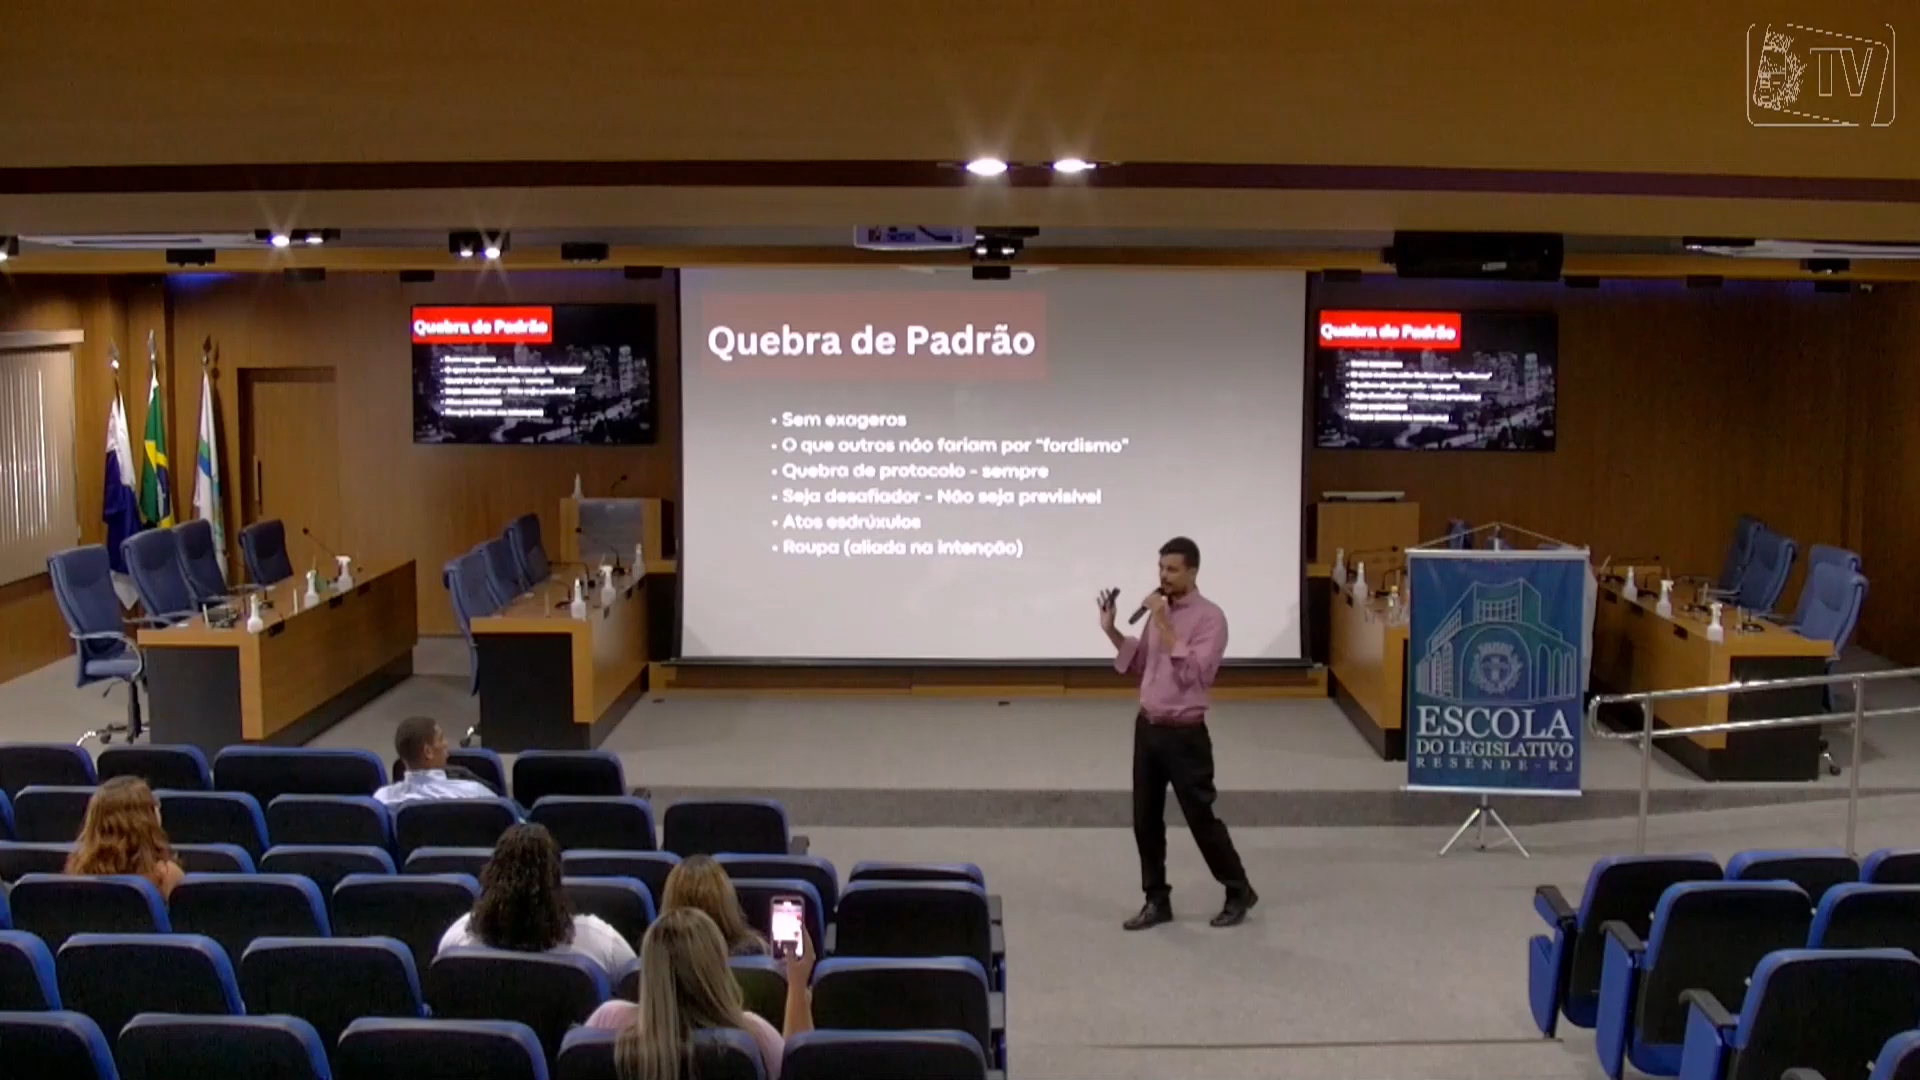 TV
Quebra de Padrão
Quebra de Padrão
• Sem exageros
• O que outros não fariam por "fordismo"
• Quebra de protocolo - sempre
• Seja desafiador - Não seja previsível
• Atos esdrúxulos
• Roupa (aliada na intenção)
Quebra de Padrão
ESCOLA
DO LEGISLATIVO
RESENDE-RJ